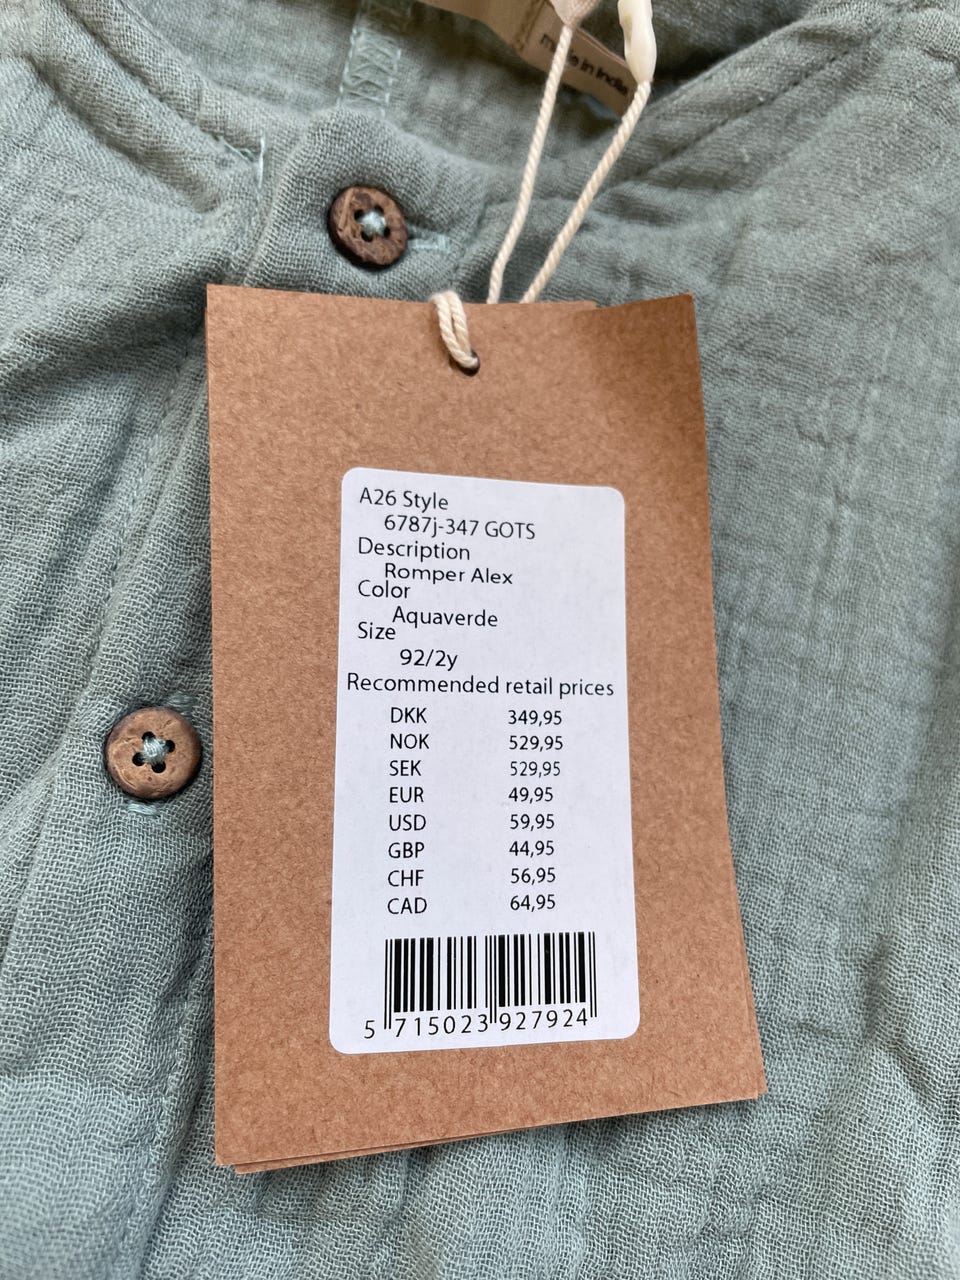 made in India
A26 Style
6787j-347 GOTS
Description
Romper Alex
Color
Aquaverde
Size
92/2y
Recommended retail prices
DKK 349,95
NOK 529,95
SEK 529,95
EUR 49,95
USD 59,95
GBP 44,95
CHF 56,95
CAD 64,95
5 715023 927924